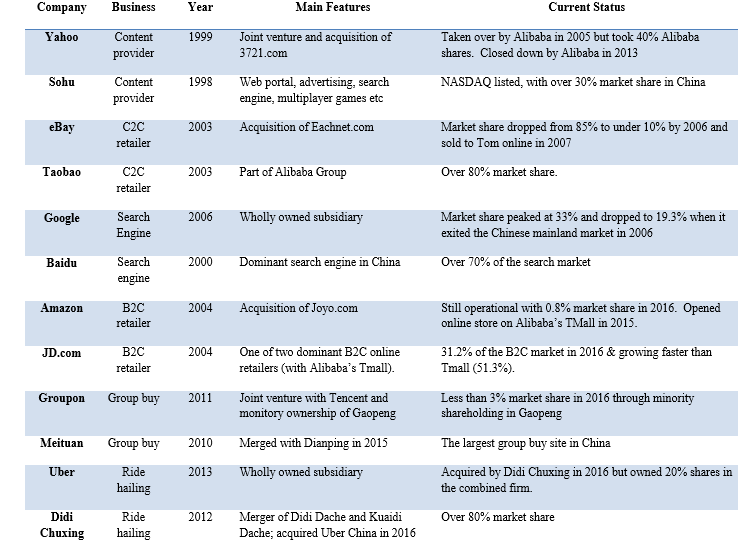 Company Business Year Main Features Current Status
Yahoo Content provider 1999 Joint venture and acquisition of 3721.com Taken over by Alibaba in 2005 but took 40% Alibaba shares. Closed down by Alibaba in 2013
Sohu Content provider 1998 Web portal, advertising, search engine, multiplayer games etc NASDAQ listed, with over 30% market share in China
eBay C2C retailer 2003 Acquisition of Eachnet.com Market share dropped from 85% to under 10% by 2006 and sold to Tom online in 2007
Taobao C2C retailer 2003 Part of Alibaba Group Over 80% market share.
Google Search Engine 2006 Wholly owned subsidiary Market share peaked at 33% and dropped to 19.3% when it exited the Chinese mainland market in 2006
Baidu Search engine 2000 Dominant search engine in China Over 70% of the search market
Amazon B2C retailer 2004 Acquisition of Joyo.com Still operational with 0.8% market share in 2016. Opened online store on Alibaba's TMall in 2015.
JD.com B2C retailer 2004 One of two dominant B2C online retailers (with Alibaba's Tmall). 31.2% of the B2C market in 2016 & growing faster than Tmall (51.3%).
Groupon Group buy 2011 Joint venture with Tencent and monitory ownership of Gaopeng Less than 3% market share in 2016 through minority shareholding in Gaopeng
Meituan Group buy 2010 Merged with Dianping in 2015 The largest group buy site in China
Uber Ride hailing 2013 Wholly owned subsidiary Acquired by Didi Chuxing in 2016 but owned 20% shares in the combined firm.
Didi Chuxing Ride hailing 2012 Merger of Didi Dache and Kuaidi Dache; acquired Uber China in 2016 Over 80% market share